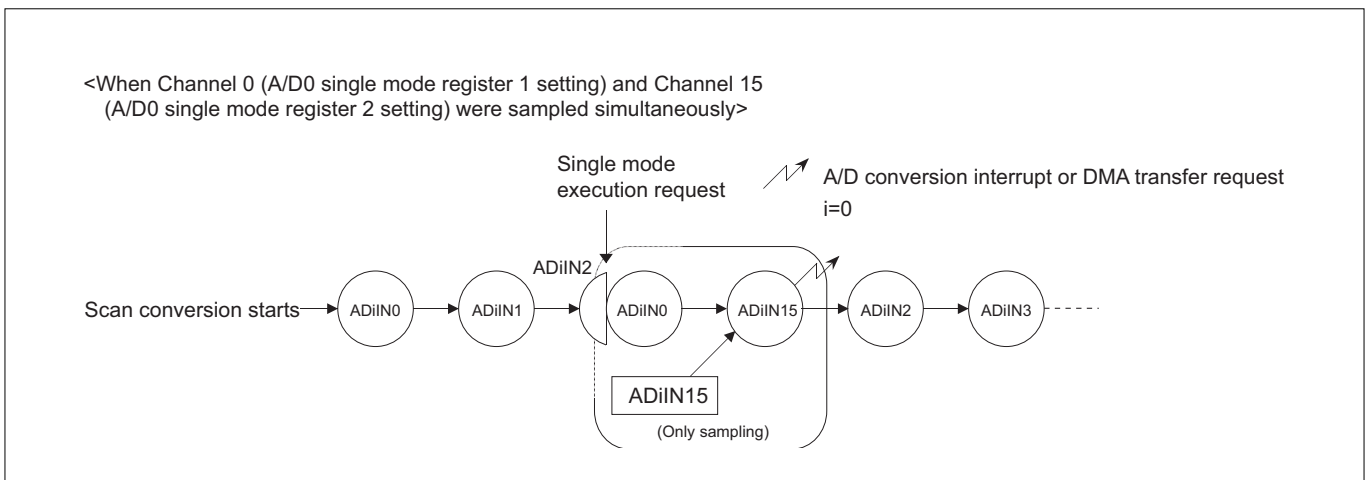 <When Channel 0 (A/D0 single mode register 1 setting) and Channel 15
(A/D0 single mode register 2 setting) were sampled simultaneously>
Single mode
execution request
A/D conversion interrupt or DMA transfer request
i=0
ADiIN2
Scan conversion starts
ADiIN0
ADiIN1
ADiIN0
ADiIN15
ADiIN2
ADiIN3
ADiIN15
(Only sampling)